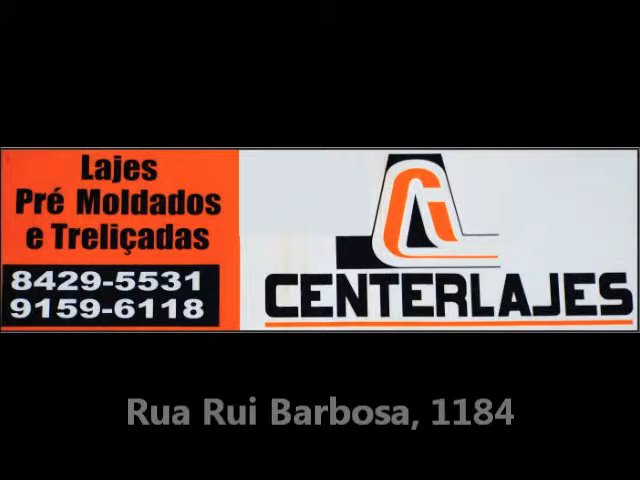 Lajes
Pré Moldados
e Treliçadas
8429-5531
9159-6118
CENTERLAJES
Rua Rui Barbosa, 1184